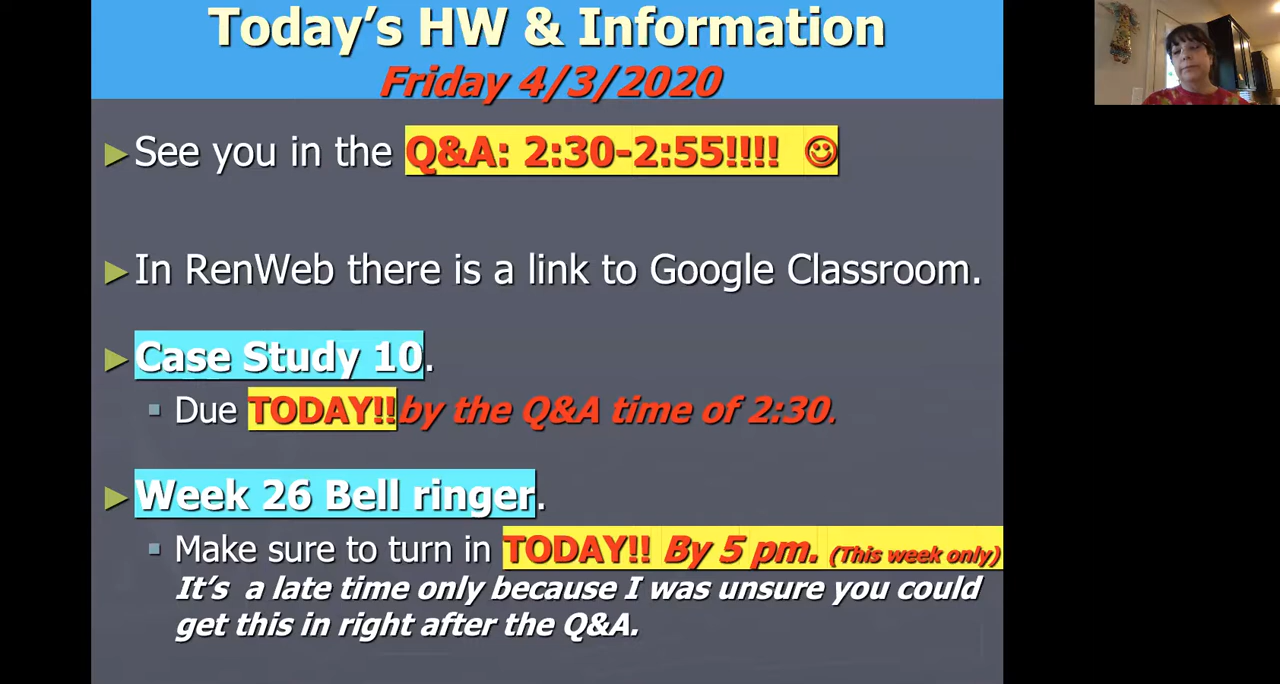 Today's HW & Information
Friday 4/3/2020
►See you in the Q&A: 2:30-2:55!!!! ☺
►In RenWeb there is a link to Google Classroom.
►Case Study 10.
▪ Due TODAY!!by the Q&A time of 2:30.
►Week 26 Bell ringer.
▪ Make sure to turn in TODAY!! By 5 pm. (This week only)
It's a late time only because I was unsure you could
get this in right after the Q&A.